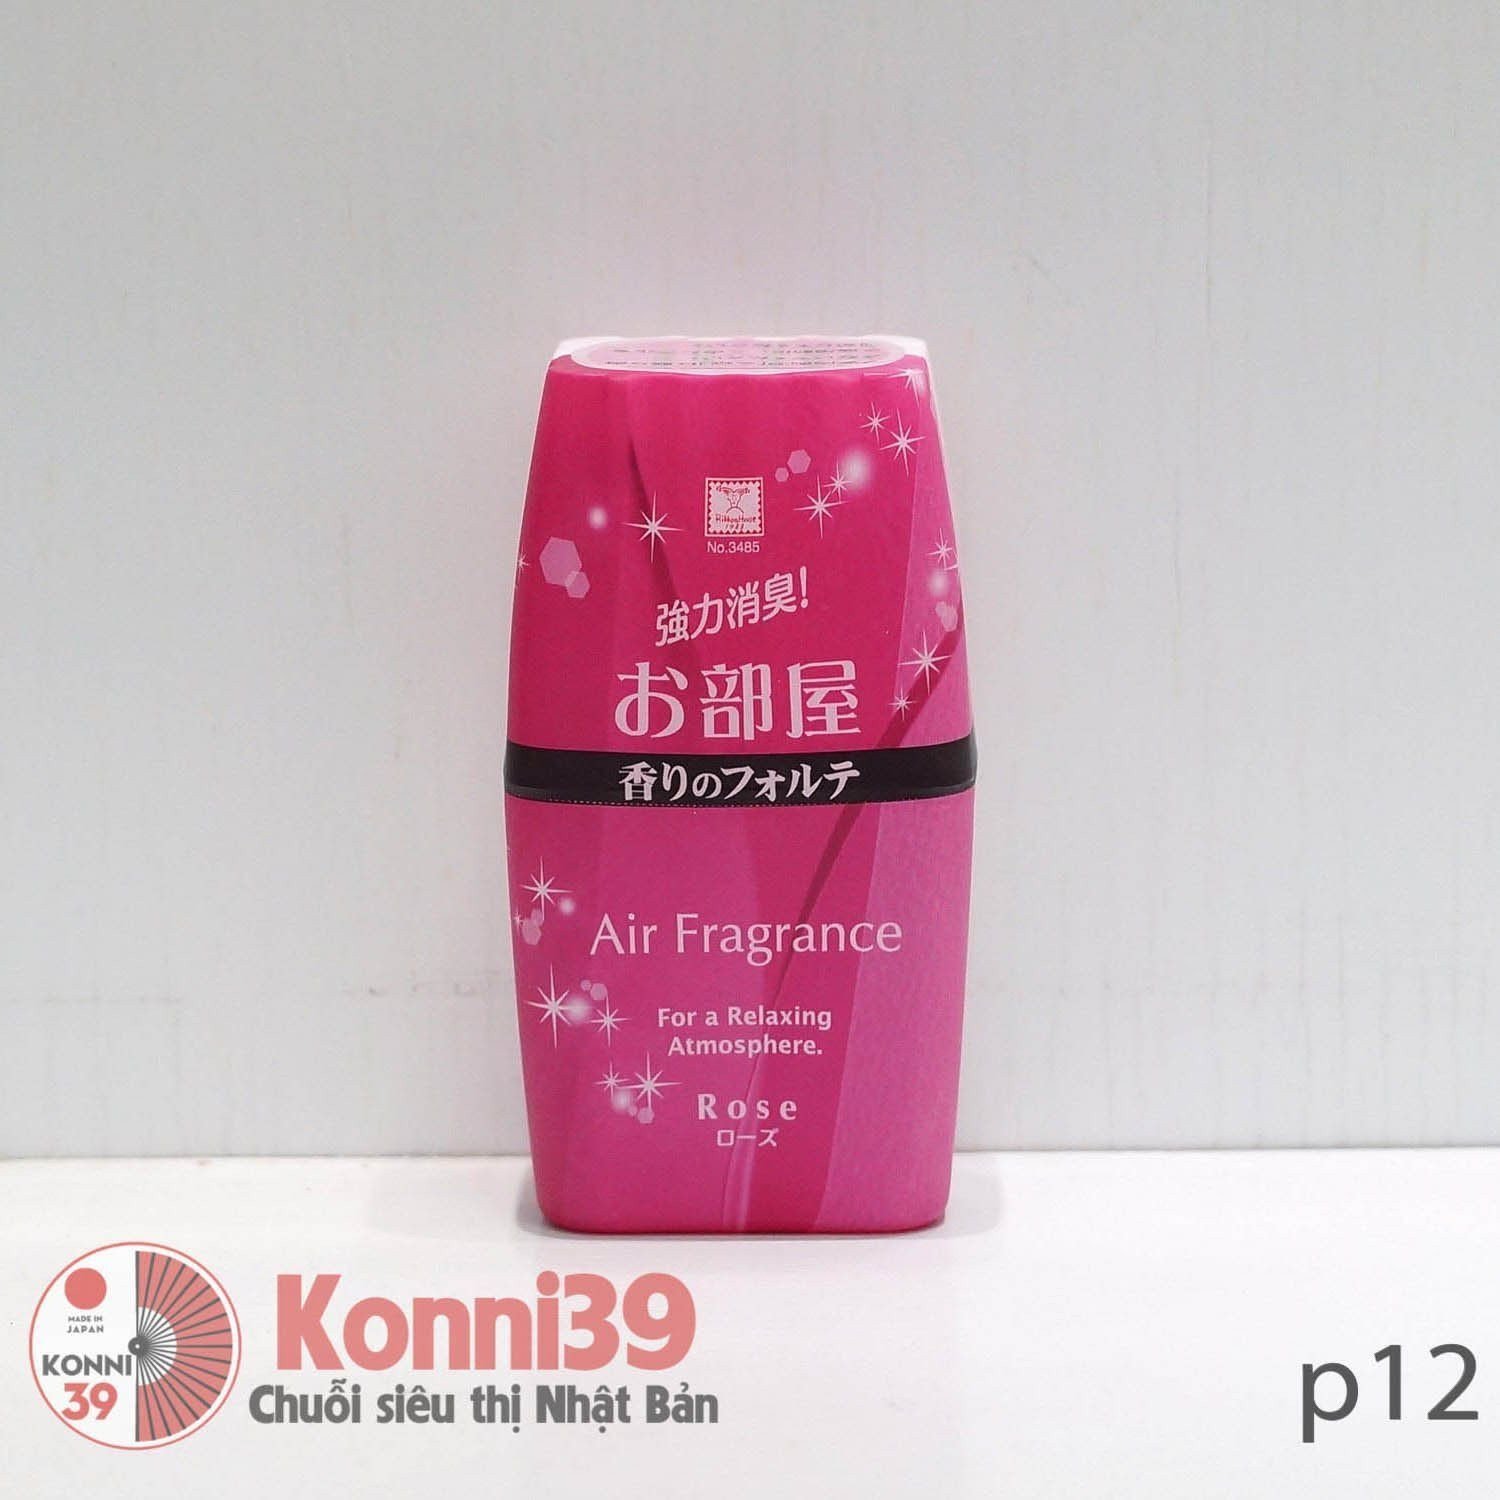 RibbonHouse
No.3485
強力消臭!
お部屋
香りのフォルテ
Air Fragrance
For a Relaxing
Atmosphere.
Rose
ローズ
MADE IN
JAPAN
KONNI
39
Konni39
Chuỗi siêu thị Nhật Bản
p12